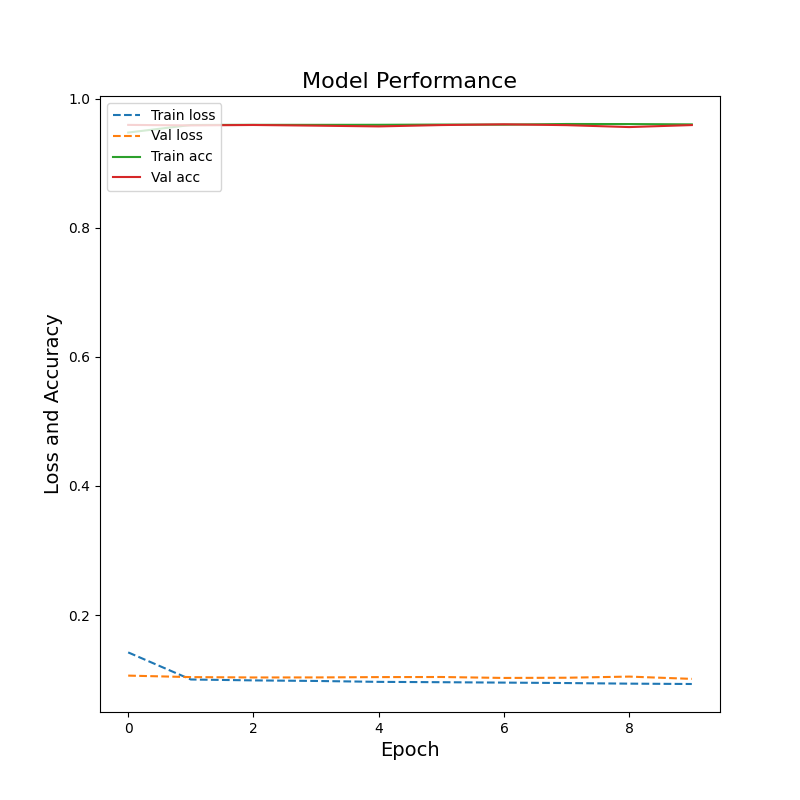 Model Performance
1.0
Train loss
Val loss
Train acc
Val acc
0.8
0.6
Loss and Accuracy
0.4
0.2
0 2 4 6 8
Epoch